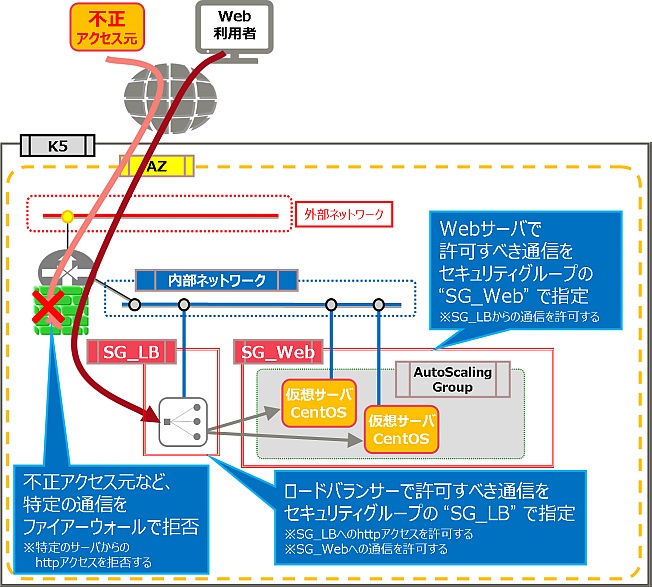 不正
アクセス元
Web
利用者
K5
AZ
外部ネットワーク
Webサーバで
許可すべき通信を
セキュリティグループの
“SG_Web” で指定
※SG_LBからの通信を許可する
内部ネットワーク
SG_LB
SG_Web
AutoScaling
Group
仮想サーバ
CentOS
仮想サーバ
CentOS
不正アクセス元など、
特定の通信を
ファイアーウォールで拒否
※特定のサーバからの
httpアクセスを拒否する
ロードバランサーで許可すべき通信を
セキュリティグループの “SG_LB” で指定
※SG_LBへのhttpアクセスを許可する
※SG_Webへの通信を許可する